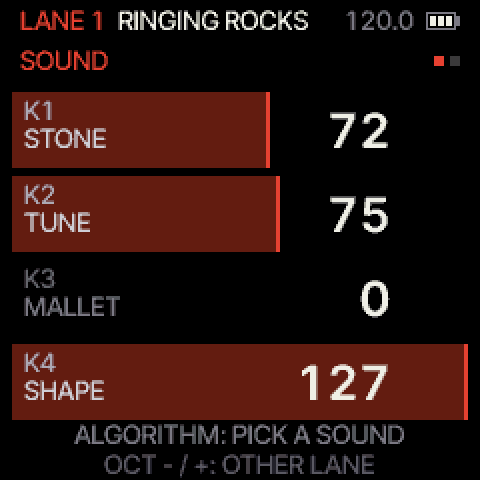 LANE 1 RINGING ROCKS 120.0
SOUND
K1
STONE 72
K2
TUNE 75
K3
MALLET 0
K4
SHAPE 127
ALGORITHM: PICK A SOUND
OCT - / +: OTHER LANE